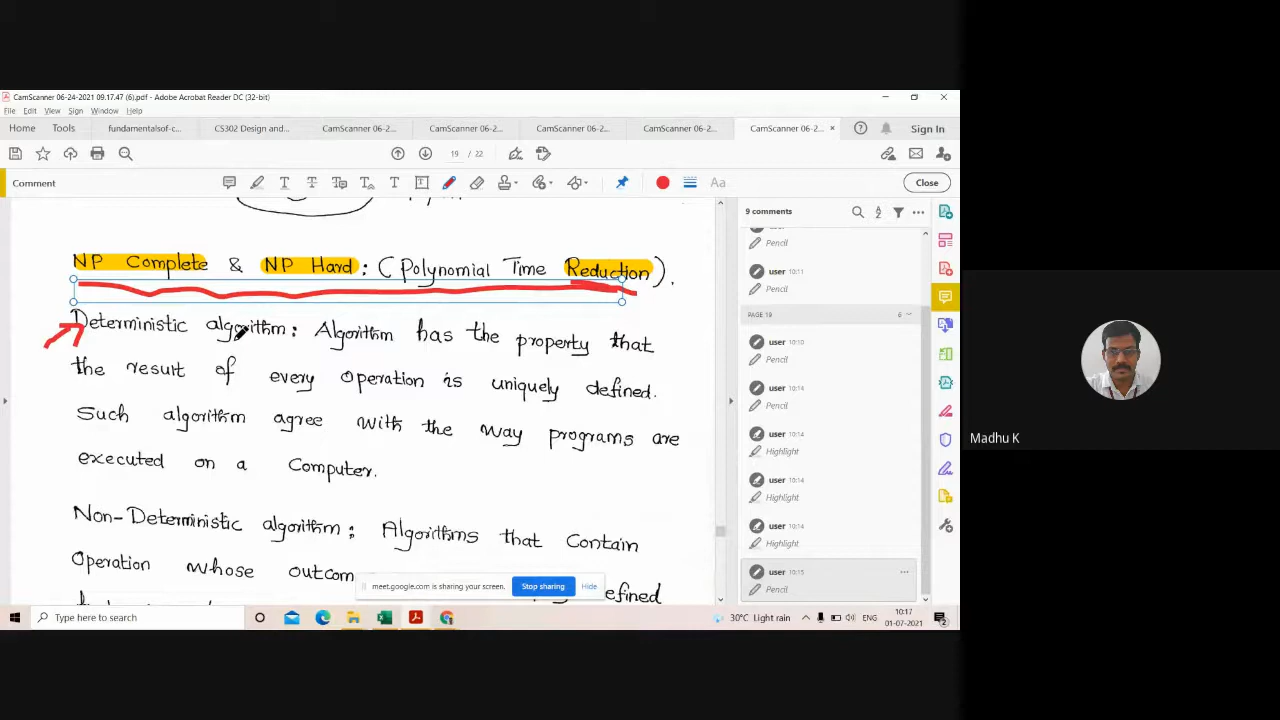 CamScanner 06-24-2021 09.17.47 (6).pdf - Adobe Acrobat Reader DC (32-bit)
File Edit View Sign Window Help
Home Tools fundamentalsof-c... CS302 Design and... CamScanner 06-2... CamScanner 06-2... CamScanner 06-2... CamScanner 06-2... CamScanner 06-2... × Sign In
19 / 22
Comment Aa Close
9 comments
user
Pencil
user 10:11
Pencil
PAGE 19 6
user 10:10
Pencil
user 10:14
Pencil
user 10:14
Highlight
user 10:14
Highlight
user 10:14
Highlight
user 10:15 ...
Pencil
NP Complete & NP Hard : ( Polynomial Time Reduction ) .
Deterministic algorithm : Algorithm has the property that
the result of every Operation is uniquely defined.
Such algorithm agree with the way programs are
executed on a Computer.
Non-Deterministic algorithm : Algorithms that Contain
Operation whose
meet.google.com is sharing your screen. Stop sharing Hide
Type here to search
30°C Light rain ENG 10:17
01-07-2021 2
Madhu K